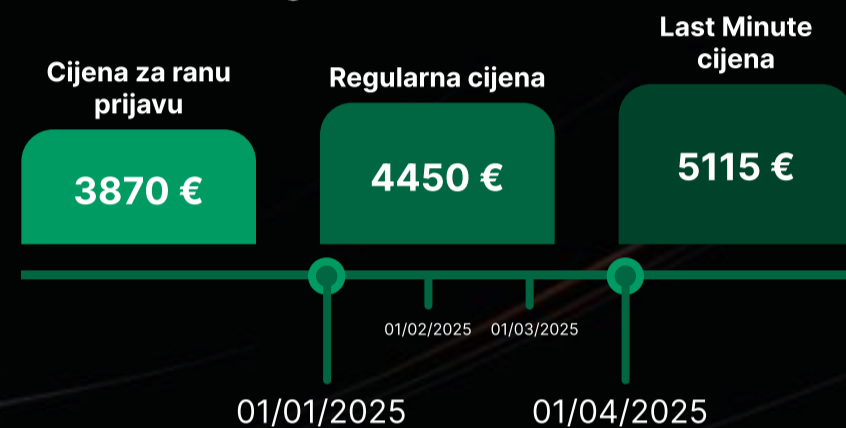 Cijena za ranu
prijavu
3870 €
Regularna cijena
4450 €
Last Minute
cijena
5115 €
01/02/2025
01/03/2025
01/01/2025
01/04/2025